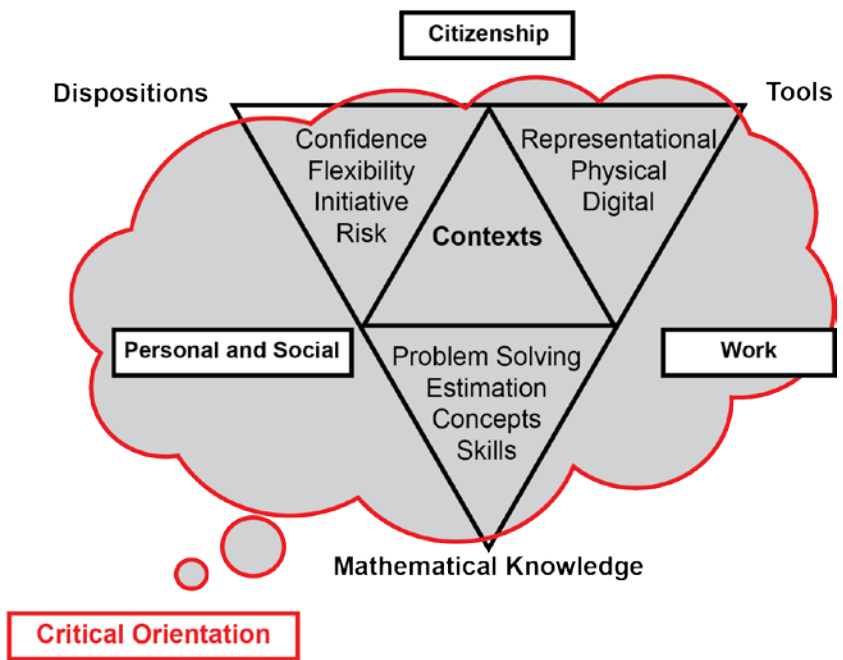 Citizenship
Dispositions
Tools
Confidence
Flexibility
Initiative
Risk
Representational
Physical
Digital
Contexts
Personal and Social
Work
Problem Solving
Estimation
Concepts
Skills
Mathematical Knowledge
Critical Orientation